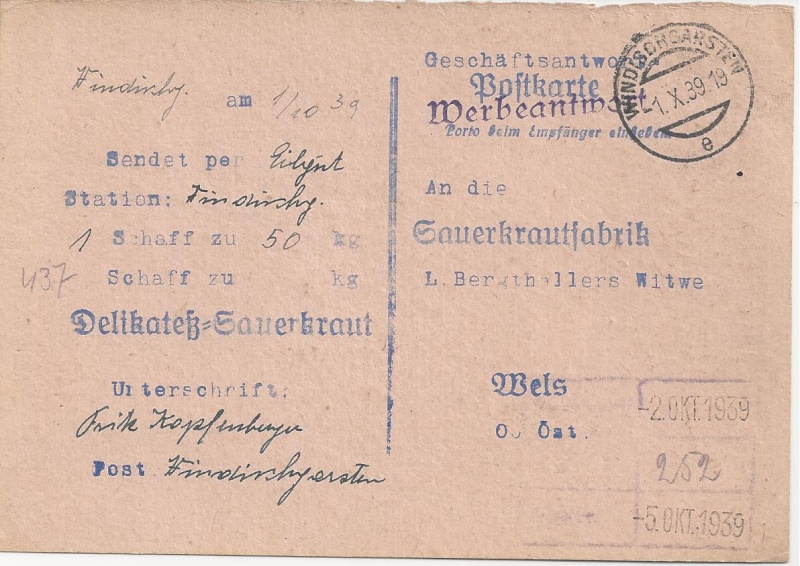 Windischg. am 1/10 39
Sendet per Eilgut
Station: Windischg.
1 Schaff zu 50 kg
Schaff zu kg
437
Delikateß=Sauerkraut
Unterschrift:
Kopfenberger
Post Windischgarsten
Geschäftsantwort
Postkarte
Werbeantwort
Porto beim Empfänger einheben
An die
Sauerkrautfabrik
L. Bergthallers Witwe
Wels
Ob Öst.
WINDISCHGARSTEN
-1.X.39.19
e
-2.OKT.1939
252
-5.OKT.1939